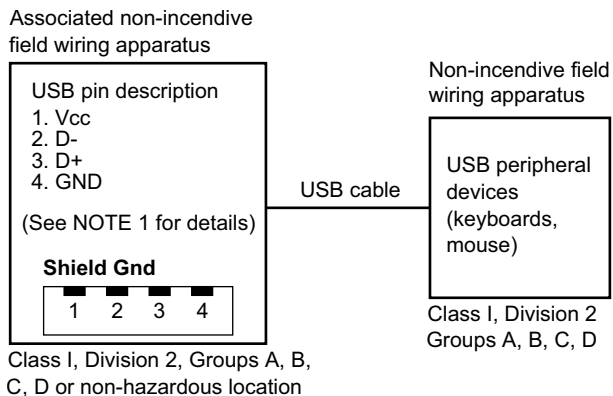 Associated non-incendive
field wiring apparatus
USB pin description
1. Vcc
2. D-
3. D+
4. GND
(See NOTE 1 for details)
Shield Gnd
1 2 3 4
Class I, Division 2, Groups A, B,
C, D or non-hazardous location
USB cable
Non-incendive field
wiring apparatus
USB peripheral
devices
(keyboards,
mouse)
Class I, Division 2
Groups A, B, C, D